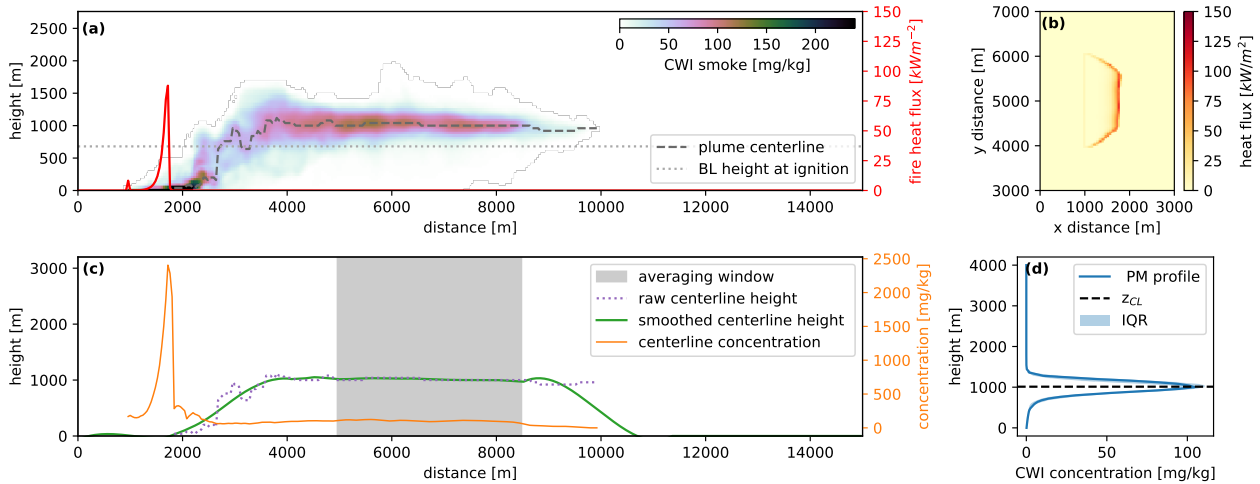 (a)
2500
2000
1500
1000
500
0
height [m]
0 2000 4000 6000 8000 10000 12000 14000
distance [m]
0 50 100 150 200
CWI smoke [mg/kg]
plume centerline
BL height at ignition
150
125
100
75
50
25
0
fire heat flux [kWm⁻²]
(b)
7000
6000
5000
4000
3000
y distance [m]
0 1000 2000 3000
x distance [m]
150
125
100
75
50
25
0
heat flux [kW/m²]
(c)
3000
2000
1000
0
height [m]
0 2000 4000 6000 8000 10000 12000 14000
distance [m]
averaging window
raw centerline height
smoothed centerline height
centerline concentration
2500
2000
1500
1000
500
0
concentration [mg/kg]
(d)
4000
3000
2000
1000
0
height [m]
PM profile
z_CL
IQR
0 50 100
CWI concentration [mg/kg]